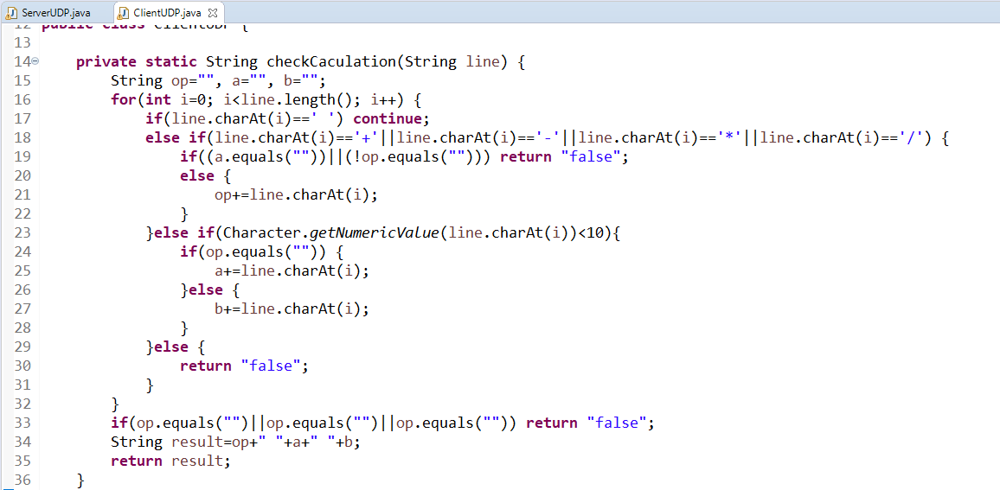 ServerUDP.java ClientUDP.java
12 public class ClientUDP {
13
14 private static String checkCaculation(String line) {
15 String op="", a="", b="";
16 for(int i=0; i<line.length(); i++) {
17 if(line.charAt(i)==' ') continue;
18 else if(line.charAt(i)=='+'||line.charAt(i)=='-'||line.charAt(i)=='*'||line.charAt(i)=='/') {
19 if((a.equals(""))||(!op.equals(""))) return "false";
20 else {
21 op+=line.charAt(i);
22 }
23 }else if(Character.getNumericValue(line.charAt(i))<10){
24 if(op.equals("")) {
25 a+=line.charAt(i);
26 }else {
27 b+=line.charAt(i);
28 }
29 }else {
30 return "false";
31 }
32 }
33 if(op.equals("")||op.equals("")||op.equals("")) return "false";
34 String result=op+" "+a+" "+b;
35 return result;
36 }